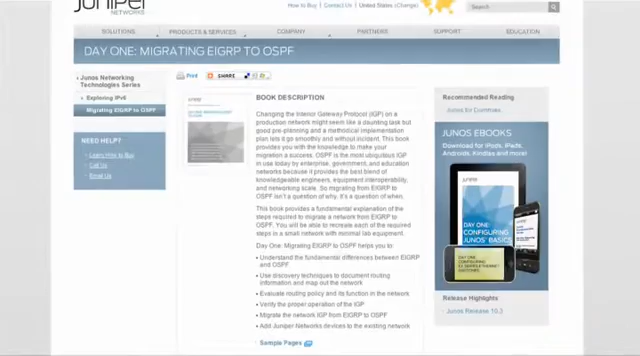 Juniper
NETWORKS
How to Buy | Contact Us | United States (Change)
Search
SOLUTIONS
PRODUCTS & SERVICES
COMPANY
PARTNERS
SUPPORT
EDUCATION
DAY ONE: MIGRATING EIGRP TO OSPF
Junos Networking
Technologies Series
Exploring IPv6
Migrating EIGRP to OSPF
NEED HELP?
Learn How to Buy
Call Us
Email Us
Print
SHARE
BOOK DESCRIPTION
Changing the Interior Gateway Protocol (IGP) on
a production network might seem like a daunting task but
good pre-planning and a methodical implementation
plan lets it go smoothly and without incident. This book
provides you with the knowledge to make your
migration a success. OSPF is the most ubiquitous IGP
in use today by enterprise, government, and education
networks because it provides the best blend of
knowledgeable engineers, equipment interoperability,
and networking scale. So migrating from EIGRP to
OSPF isn't a question of why, it's a question of when.
This book provides a fundamental explanation of the
steps required to migrate a network from EIGRP to
OSPF. You will be able to recreate each of the required
steps in a small network with minimal lab equipment.
Day One: Migrating EIGRP to OSPF helps you to:
Understand the fundamental differences between EIGRP
and OSPF
Use discovery techniques to document routing
information and map out the network
Evaluate routing policy and its function in the network
Verify the proper operation of the IGP
Migrate the network IGP from EIGRP to OSPF
Add Juniper Networks devices to the existing network
Sample Pages
Recommended Reading
Junos for Dummies
JUNOS EBOOKS
Download for iPads, iPods,
Androids, Kindles and more!
DAY ONE:
CONFIGURING
JUNOS BASICS
Release Highlights
Junos Release 10.3